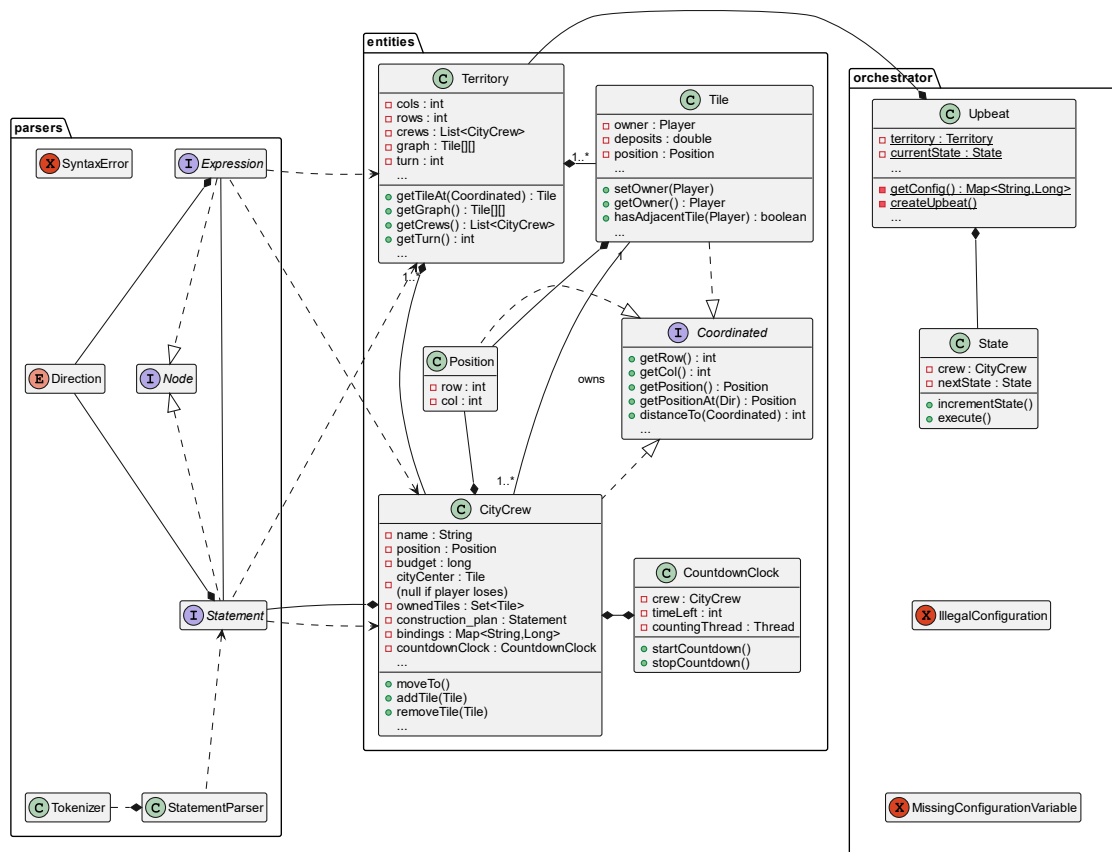 parsers
X SyntaxError
I Expression
E Direction
I Node
I Statement
C Tokenizer
C StatementParser
entities
C Territory
cols : int
rows : int
crews : List<CityCrew>
graph : Tile[][]
turn : int
...
getTileAt(Coordinated) : Tile
getGraph() : Tile[][]
getCrews() : List<CityCrew>
getTurn() : int
...
1..*
C Tile
owner : Player
deposits : double
position : Position
...
setOwner(Player)
getOwner() : Player
hasAdjacentTile(Player) : boolean
...
1..*
1
C Position
row : int
col : int
I Coordinated
getRow() : int
getCol() : int
getPosition() : Position
getPositionAt(Dir) : Position
distanceTo(Coordinated) : int
...
owns
1..*
C CityCrew
name : String
position : Position
budget : long
cityCenter : Tile
(null if player loses)
ownedTiles : Set<Tile>
construction_plan : Statement
bindings : Map<String,Long>
countdownClock : CountdownClock
...
moveTo()
addTile(Tile)
removeTile(Tile)
...
C CountdownClock
crew : CityCrew
timeLeft : int
countingThread : Thread
startCountdown()
stopCountdown()
orchestrator
C Upbeat
territory : Territory
currentState : State
...
getConfig() : Map<String,Long>
createUpbeat()
...
C State
crew : CityCrew
nextState : State
incrementState()
execute()
X IllegalConfiguration
X MissingConfigurationVariable